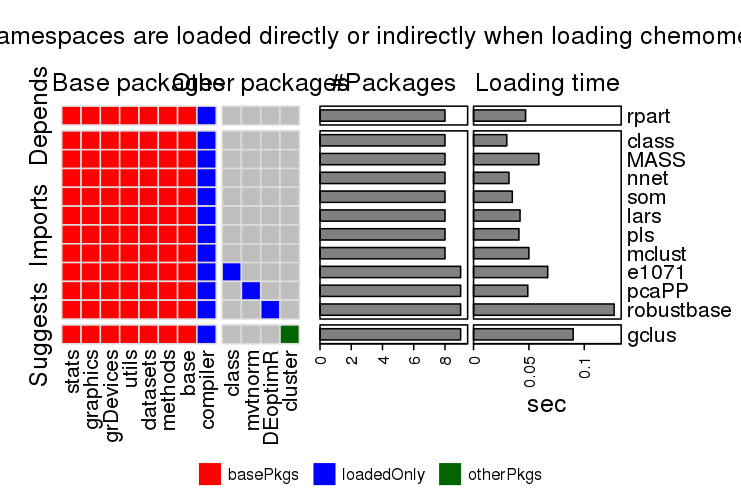 amespaces are loaded directly or indirectly when loading chemome
Base packages Other packages #Packages Loading time
Depends
Imports
Suggests
rpart
class
MASS
nnet
som
lars
pls
mclust
e1071
pcaPP
robustbase
gclus
stats
graphics
grDevices
utils
datasets
methods
base
compiler
class
mvtnorm
DEoptimR
cluster
0 2 4 6 8
0 0.05 0.1
sec
basePkgs loadedOnly otherPkgs